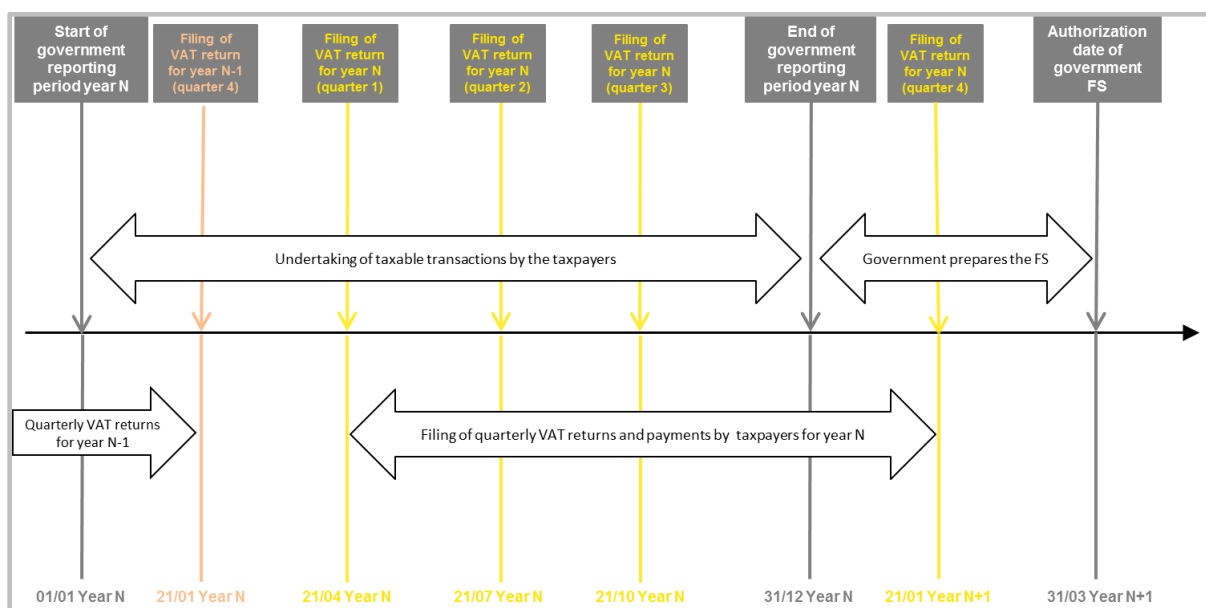 Start of
government
reporting
period year N
Filing of
VAT return
for year N-1
(quarter 4)
Filing of
VAT return
for year N
(quarter 1)
Filing of
VAT return
for year N
(quarter 2)
Filing of
VAT return
for year N
(quarter 3)
End of
government
reporting
period year N
Filing of
VAT return
for year N
(quarter 4)
Authorization
date of
government
FS
Undertaking of taxable transactions by the taxpayers
Government prepares the FS
Quarterly VAT returns
for year N-1
Filing of quarterly VAT returns and payments by taxpayers for year N
01/01 Year N
21/01 Year N
21/04 Year N
21/07 Year N
21/10 Year N
31/12 Year N
21/01 Year N+1
31/03 Year N+1